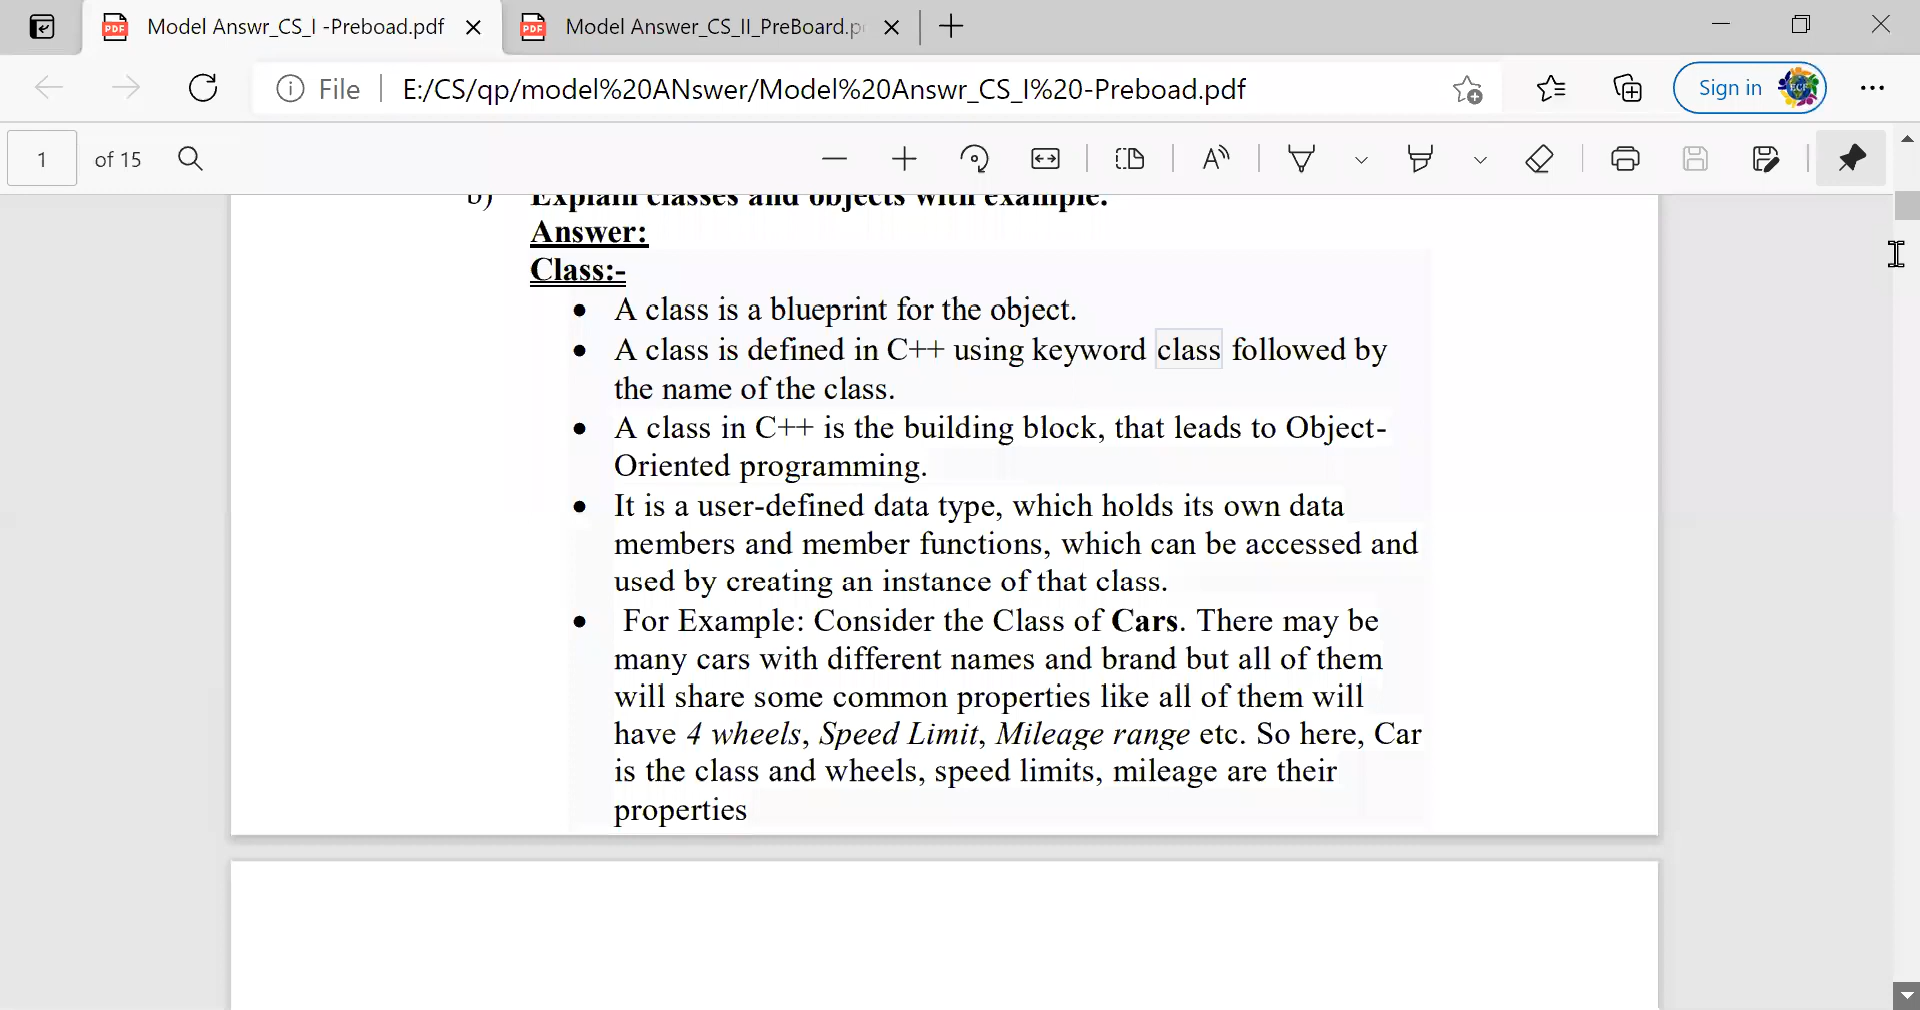 Model Answr_CS_I -Preboad.pdf
Model Answer_CS_II_PreBoard.p
File
E:/CS/qp/model%20ANswer/Model%20Answr_CS_I%20-Preboad.pdf
Sign in
1 of 15
b) Explain classes and objects with example.
Answer:
Class:-
• A class is a blueprint for the object.
• A class is defined in C++ using keyword class followed by
the name of the class.
• A class in C++ is the building block, that leads to Object-
Oriented programming.
• It is a user-defined data type, which holds its own data
members and member functions, which can be accessed and
used by creating an instance of that class.
• For Example: Consider the Class of Cars. There may be
many cars with different names and brand but all of them
will share some common properties like all of them will
have 4 wheels, Speed Limit, Mileage range etc. So here, Car
is the class and wheels, speed limits, mileage are their
properties